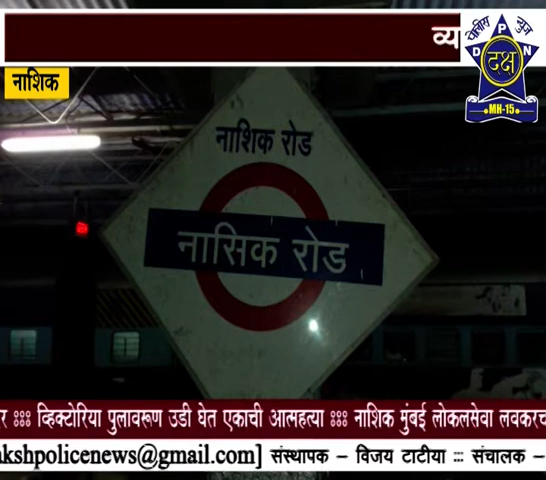 व्य
पोलीस न्युज
D P N
दक्ष
MH-15
नाशिक
नाशिक रोड
नासिक रोड
र ::: व्हिक्टोरिया पुलावरूण उडी घेत एकाची आत्महत्या ::: नाशिक मुंबई लोकलसेवा लवकरच
akshpolicenews@gmail.com] संस्थापक - विजय टाटीया ::: संचालक -